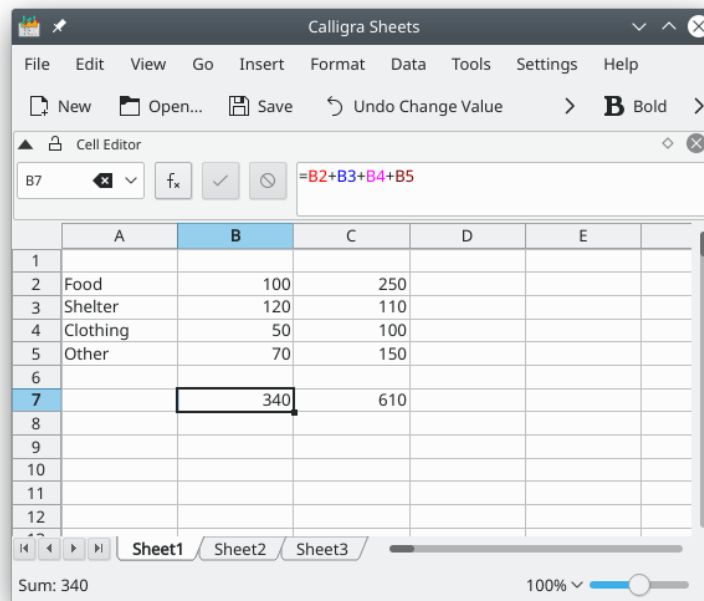 Calligra Sheets
File Edit View Go Insert Format Data Tools Settings Help
New Open... Save Undo Change Value B Bold
Cell Editor
B7 fx =B2+B3+B4+B5
A B C D E
1
2 Food 100 250
3 Shelter 120 110
4 Clothing 50 100
5 Other 70 150
6
7 340 610
8
9
10
11
12
Sheet1 Sheet2 Sheet3
Sum: 340 100%